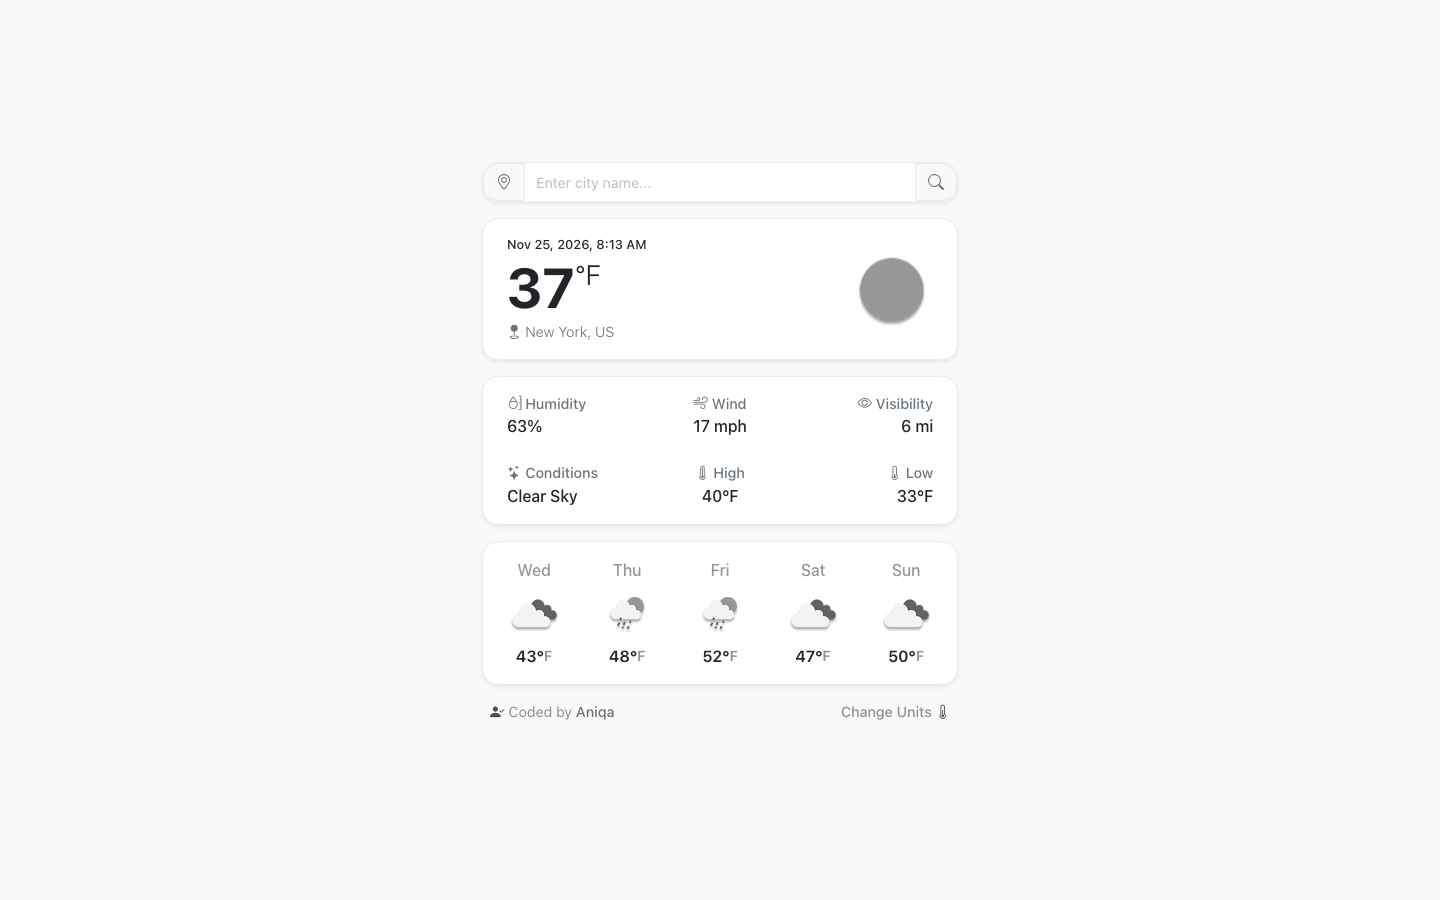 Enter city name...
Nov 25, 2026, 8:13 AM
37°F
New York, US
Humidity Wind Visibility
63% 17 mph 6 mi
Conditions High Low
Clear Sky 40°F 33°F
Wed Thu Fri Sat Sun
43°F 48°F 52°F 47°F 50°F
Coded by Aniqa Change Units